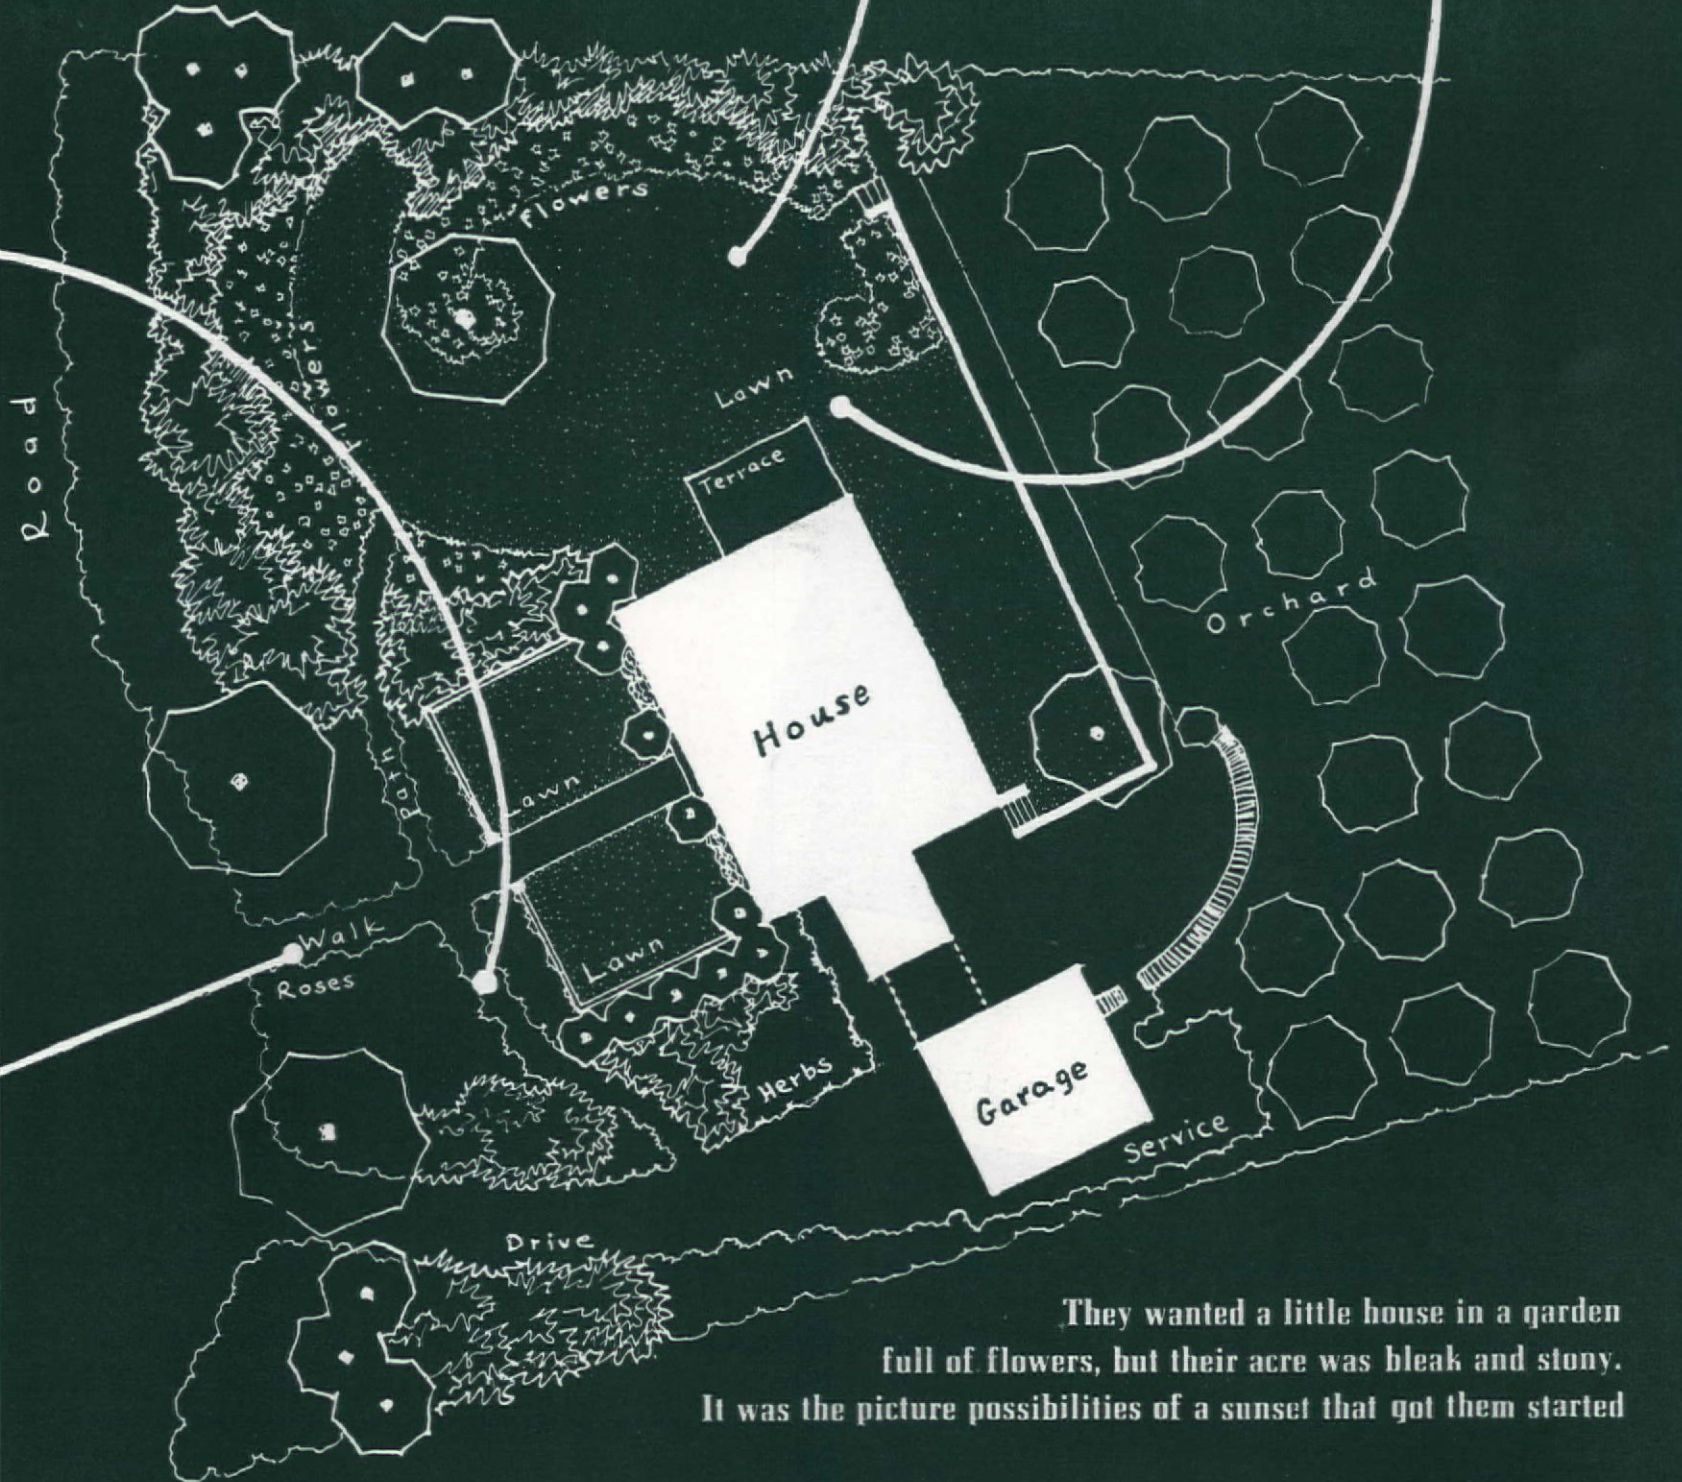 flowers
flowers
Lawn
Road
Terrace
Orchard
House
Path
Lawn
Walk
Roses
Lawn
Herbs
Garage
Service
Drive
They wanted a little house in a garden
full of flowers, but their acre was bleak and stony.
It was the picture possibilities of a sunset that got them started